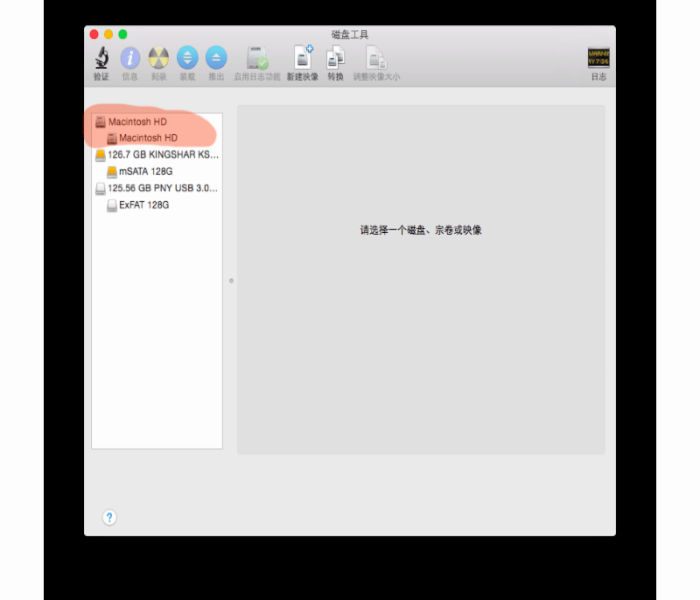 磁盘工具
验证 信息 刻录 装载 推出 启用日志功能 新建映像 转换 调整映像大小 日志
Macintosh HD
Macintosh HD
126.7 GB KINGSHAR KS...
mSATA 128G
125.56 GB PNY USB 3.0...
ExFAT 128G
请选择一个磁盘、宗卷或映像
?